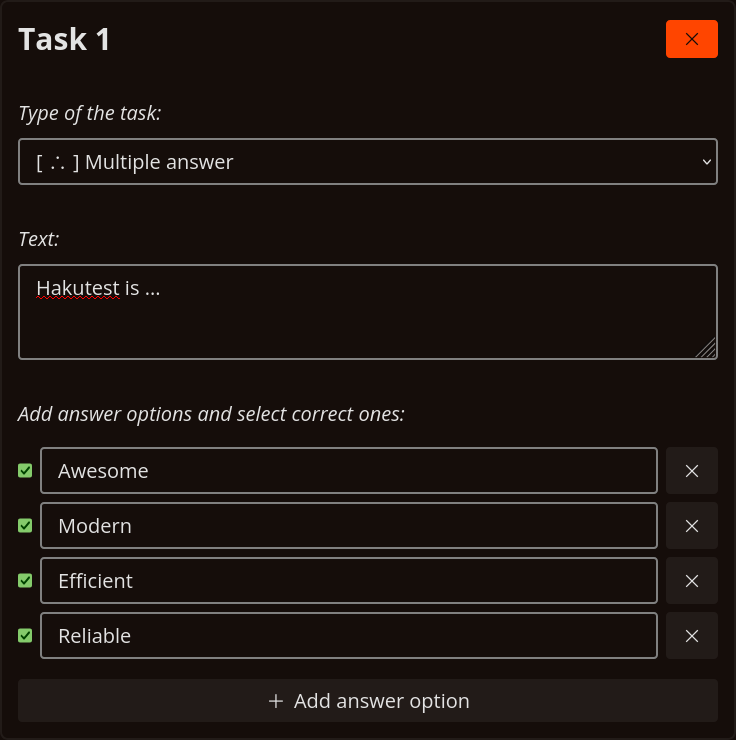 Task 1
Type of the task:
[ ∴ ] Multiple answer
Text:
Hakutest is ...
Add answer options and select correct ones:
Awesome
Modern
Efficient
Reliable
+ Add answer option